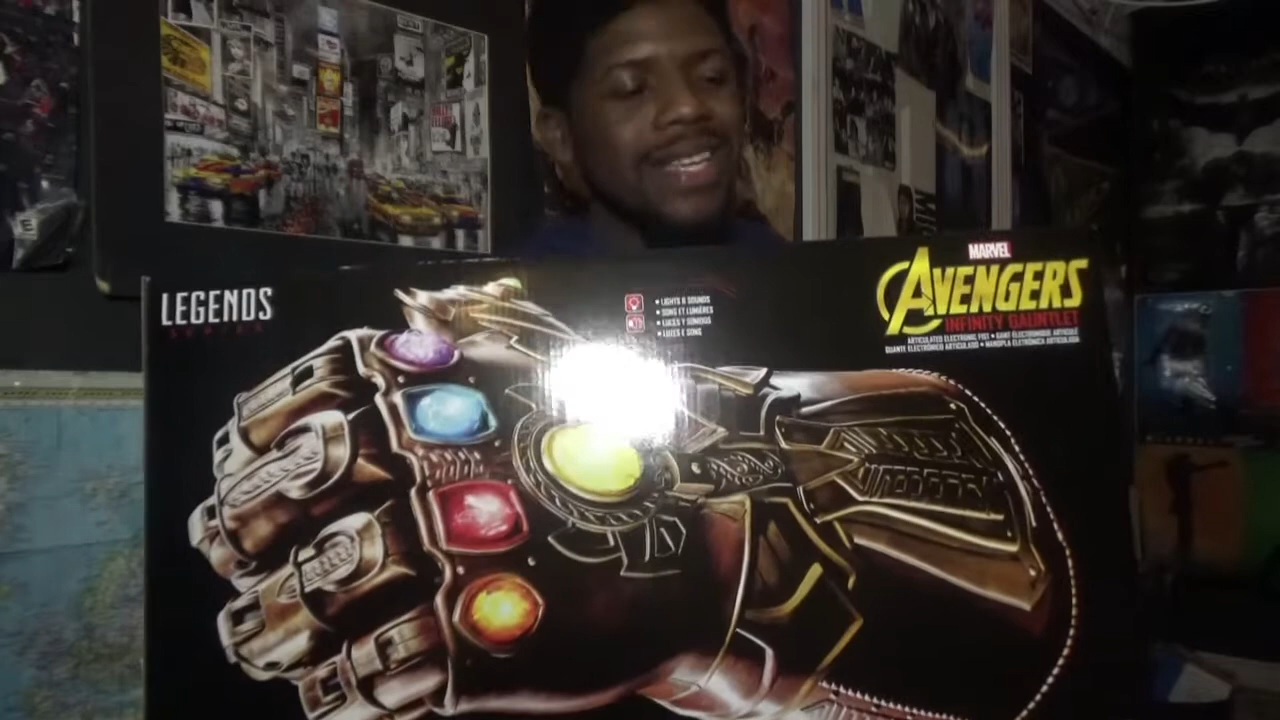 LEGENDS
SERIES
• LIGHTS & SOUNDS
• SONS ET LUMIÈRES
• LUCES Y SONIDOS
• LUZES E SONS
MARVEL
AVENGERS
INFINITY GAUNTLET
ARTICULATED ELECTRONIC FIST • GANT ÉLECTRONIQUE ARTICULÉ
GUANTE ELECTRÓNICO ARTICULADO • MANOPLA ELETRÔNICA ARTICULADA